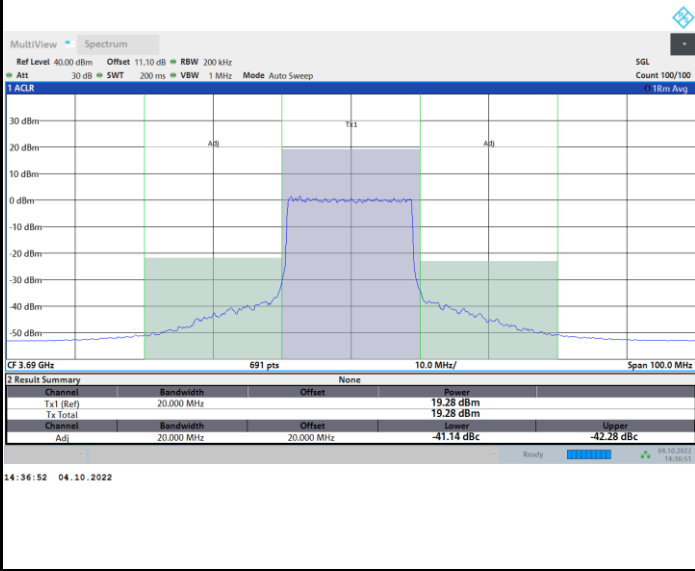 MultiView Spectrum
Ref Level 40.00 dBm Offset 11.10 dB RBW 200 kHz SGL
Att 30 dB SWT 200 ms VBW 1 MHz Mode Auto Sweep Count 100/100
1 ACLR 1Rm Avg
30 dBm
Tx1
20 dBm
Adj Adj
10 dBm
0 dBm
-10 dBm
-20 dBm
-30 dBm
-40 dBm
-50 dBm
CF 3.69 GHz 691 pts 10.0 MHz/ Span 100.0 MHz
2 Result Summary None
Channel Bandwidth Offset Power
Tx1 (Ref) 20.000 MHz 19.28 dBm
Tx Total 19.28 dBm
Channel Bandwidth Offset Lower Upper
Adj 20.000 MHz 20.000 MHz -41.14 dBc -42.28 dBc
Ready 04.10.2022
14:36:51
14:36:52 04.10.2022